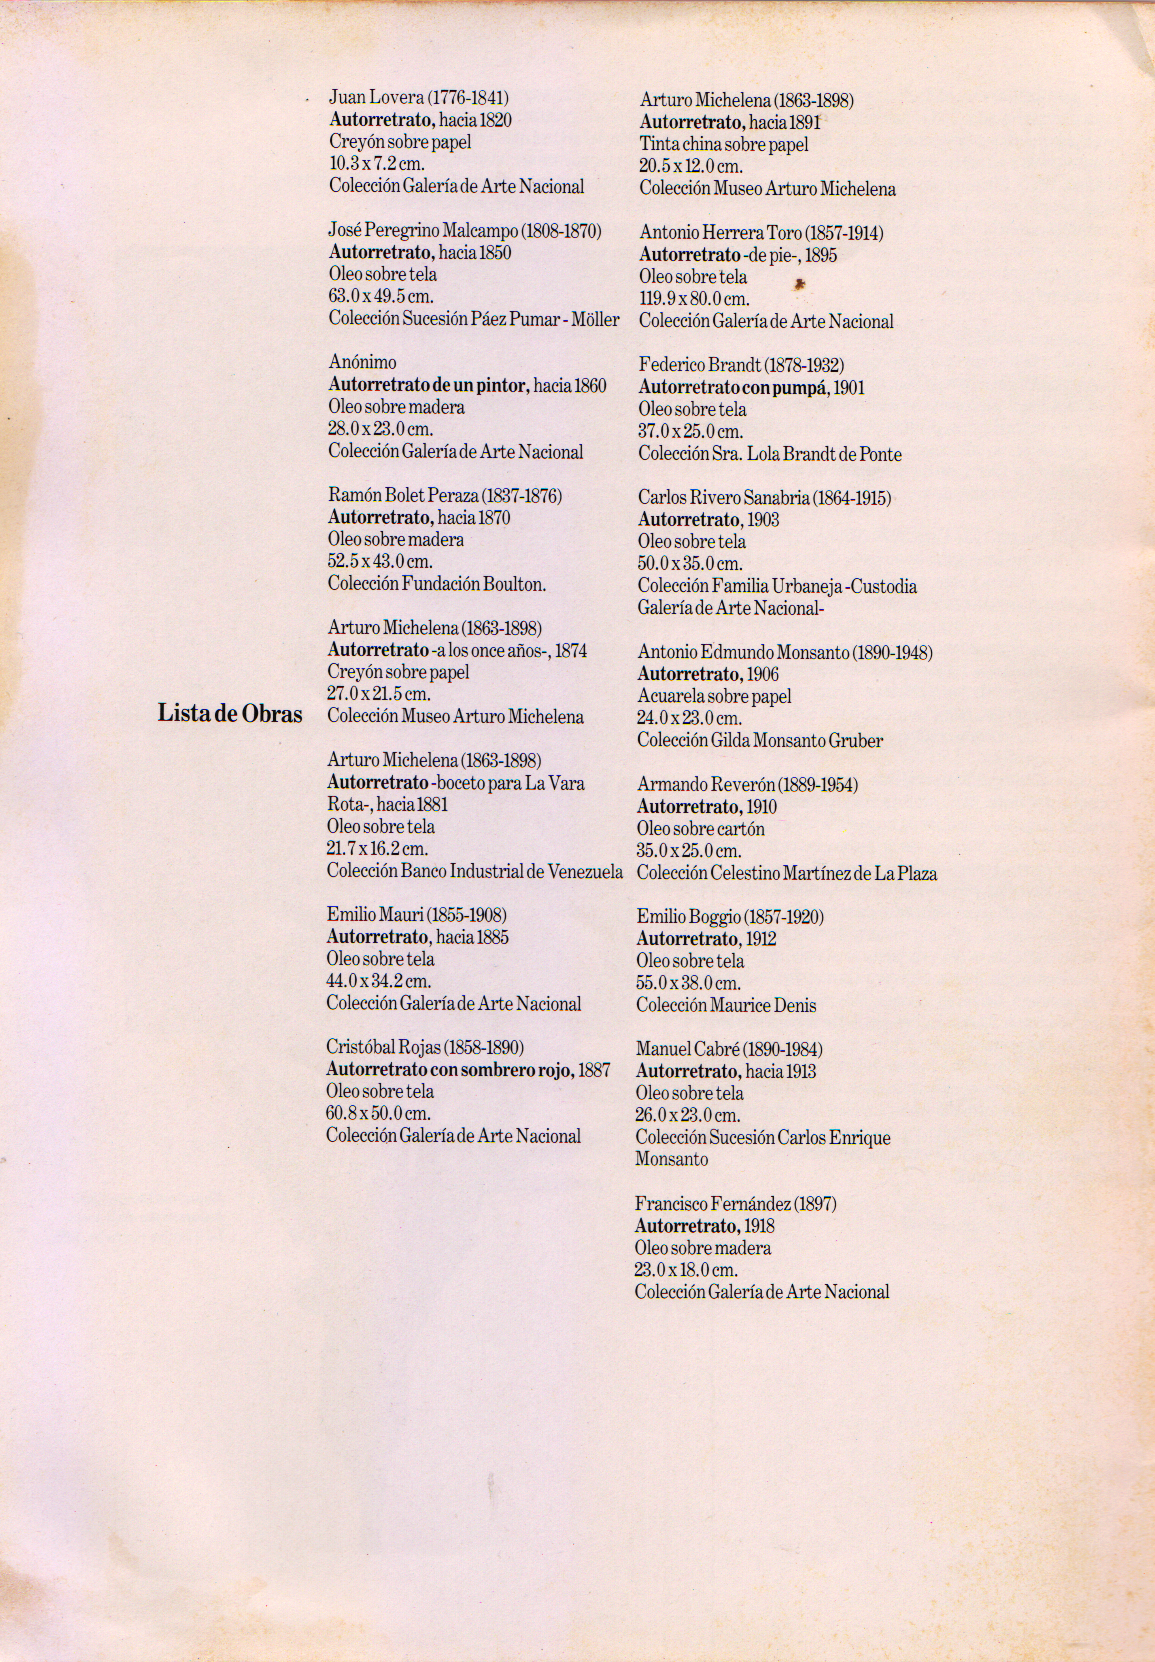 Lista de Obras
Juan Lovera (1776-1841)
Autorretrato, hacia 1820
Creyón sobre papel
10.3 x 7.2 cm.
Colección Galería de Arte Nacional
José Peregrino Malcampo (1808-1870)
Autorretrato, hacia 1850
Oleo sobre tela
63.0 x 49.5 cm.
Colección Sucesión Páez Pumar - Möller
Anónimo
Autorretrato de un pintor, hacia 1860
Oleo sobre madera
28.0 x 23.0 cm.
Colección Galería de Arte Nacional
Ramón Bolet Peraza (1837-1876)
Autorretrato, hacia 1870
Oleo sobre madera
52.5 x 43.0 cm.
Colección Fundación Boulton.
Arturo Michelena (1863-1898)
Autorretrato -a los once años-, 1874
Creyón sobre papel
27.0 x 21.5 cm.
Colección Museo Arturo Michelena
Arturo Michelena (1863-1898)
Autorretrato -boceto para La Vara
Rota-, hacia 1881
Oleo sobre tela
21.7 x 16.2 cm.
Colección Banco Industrial de Venezuela
Emilio Mauri (1855-1908)
Autorretrato, hacia 1885
Oleo sobre tela
44.0 x 34.2 cm.
Colección Galería de Arte Nacional
Cristóbal Rojas (1858-1890)
Autorretrato con sombrero rojo, 1887
Oleo sobre tela
60.8 x 50.0 cm.
Colección Galería de Arte Nacional
Arturo Michelena (1863-1898)
Autorretrato, hacia 1891
Tinta china sobre papel
20.5 x 12.0 cm.
Colección Museo Arturo Michelena
Antonio Herrera Toro (1857-1914)
Autorretrato -de pie-, 1895
Oleo sobre tela
119.9 x 80.0 cm.
Colección Galería de Arte Nacional
Federico Brandt (1878-1932)
Autorretrato con pumpá, 1901
Oleo sobre tela
37.0 x 25.0 cm.
Colección Sra. Lola Brandt de Ponte
Carlos Rivero Sanabria (1864-1915)
Autorretrato, 1903
Oleo sobre tela
50.0 x 35.0 cm.
Colección Familia Urbaneja -Custodia
Galería de Arte Nacional-
Antonio Edmundo Monsanto (1890-1948)
Autorretrato, 1906
Acuarela sobre papel
24.0 x 23.0 cm.
Colección Gilda Monsanto Gruber
Armando Reverón (1889-1954)
Autorretrato, 1910
Oleo sobre cartón
35.0 x 25.0 cm.
Colección Celestino Martínez de La Plaza
Emilio Boggio (1857-1920)
Autorretrato, 1912
Oleo sobre tela
55.0 x 38.0 cm.
Colección Maurice Denis
Manuel Cabré (1890-1984)
Autorretrato, hacia 1913
Oleo sobre tela
26.0 x 23.0 cm.
Colección Sucesión Carlos Enrique
Monsanto
Francisco Fernández (1897)
Autorretrato, 1918
Oleo sobre madera
23.0 x 18.0 cm.
Colección Galería de Arte Nacional